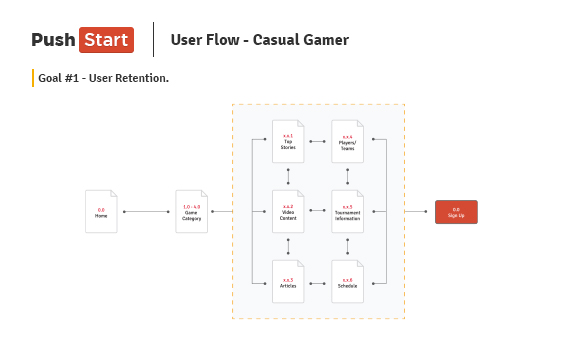 Push Start
User Flow - Casual Gamer
Goal #1 - User Retention.
0.0
Home
1.0 - 4.0
Game
Category
x.x.1
Top
Stories
x.x.4
Players/
Teams
x.x.2
Video
Content
x.x.5
Tournament
Information
x.x.3
Articles
x.x.6
Schedule
0.0
Sign Up